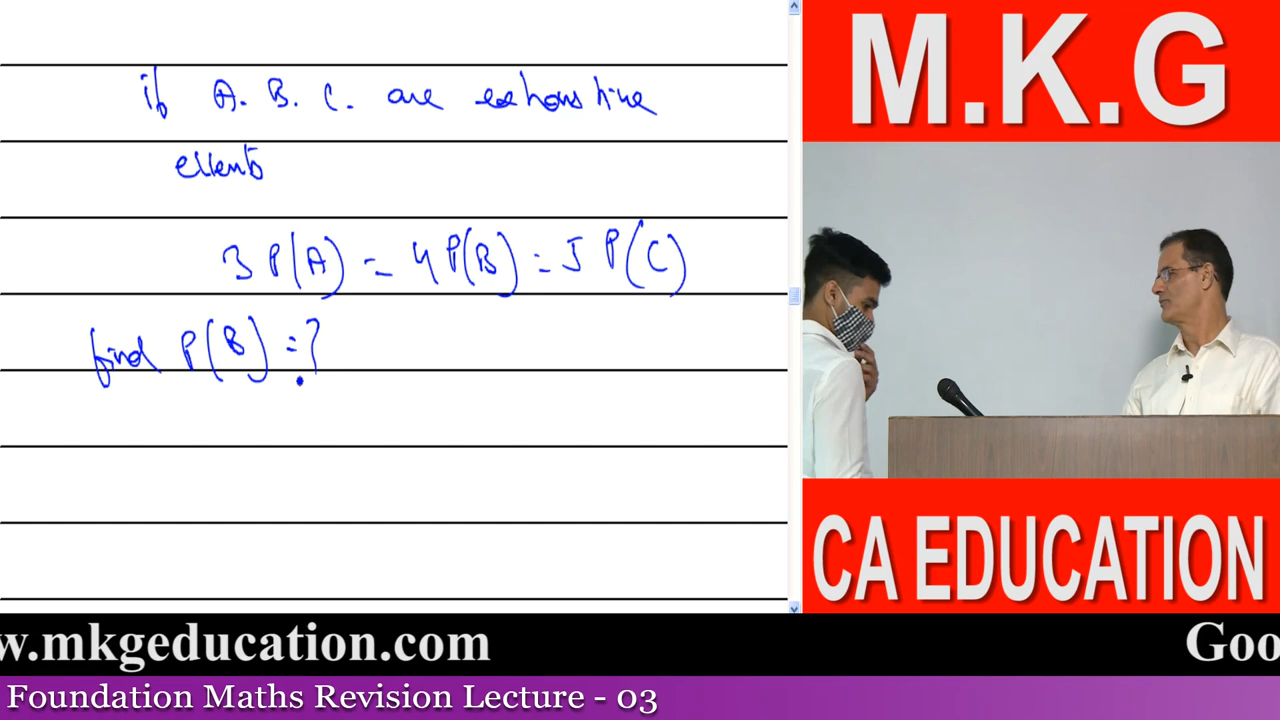 if A. B. C. are exhaustive
events
3 P(A) = 4 P(B) = 5 P(C)
find P(B) = ?
M.K.G
CA EDUCATION
w.mkgeducation.com
Goo
Foundation Maths Revision Lecture - 03